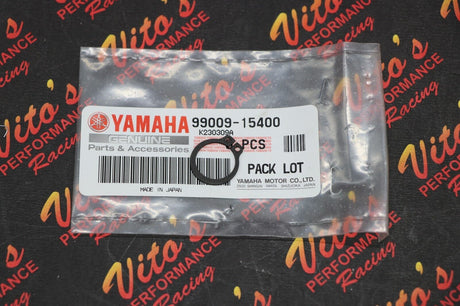 YAMAHA 99009-15400
K230309A
GENUINE
PCS
Parts & Accessories
PACK LOT
MADE IN JAPAN
YAMAHA MOTOR CO., LTD.
Vito's
PERFORMANCE
Racing